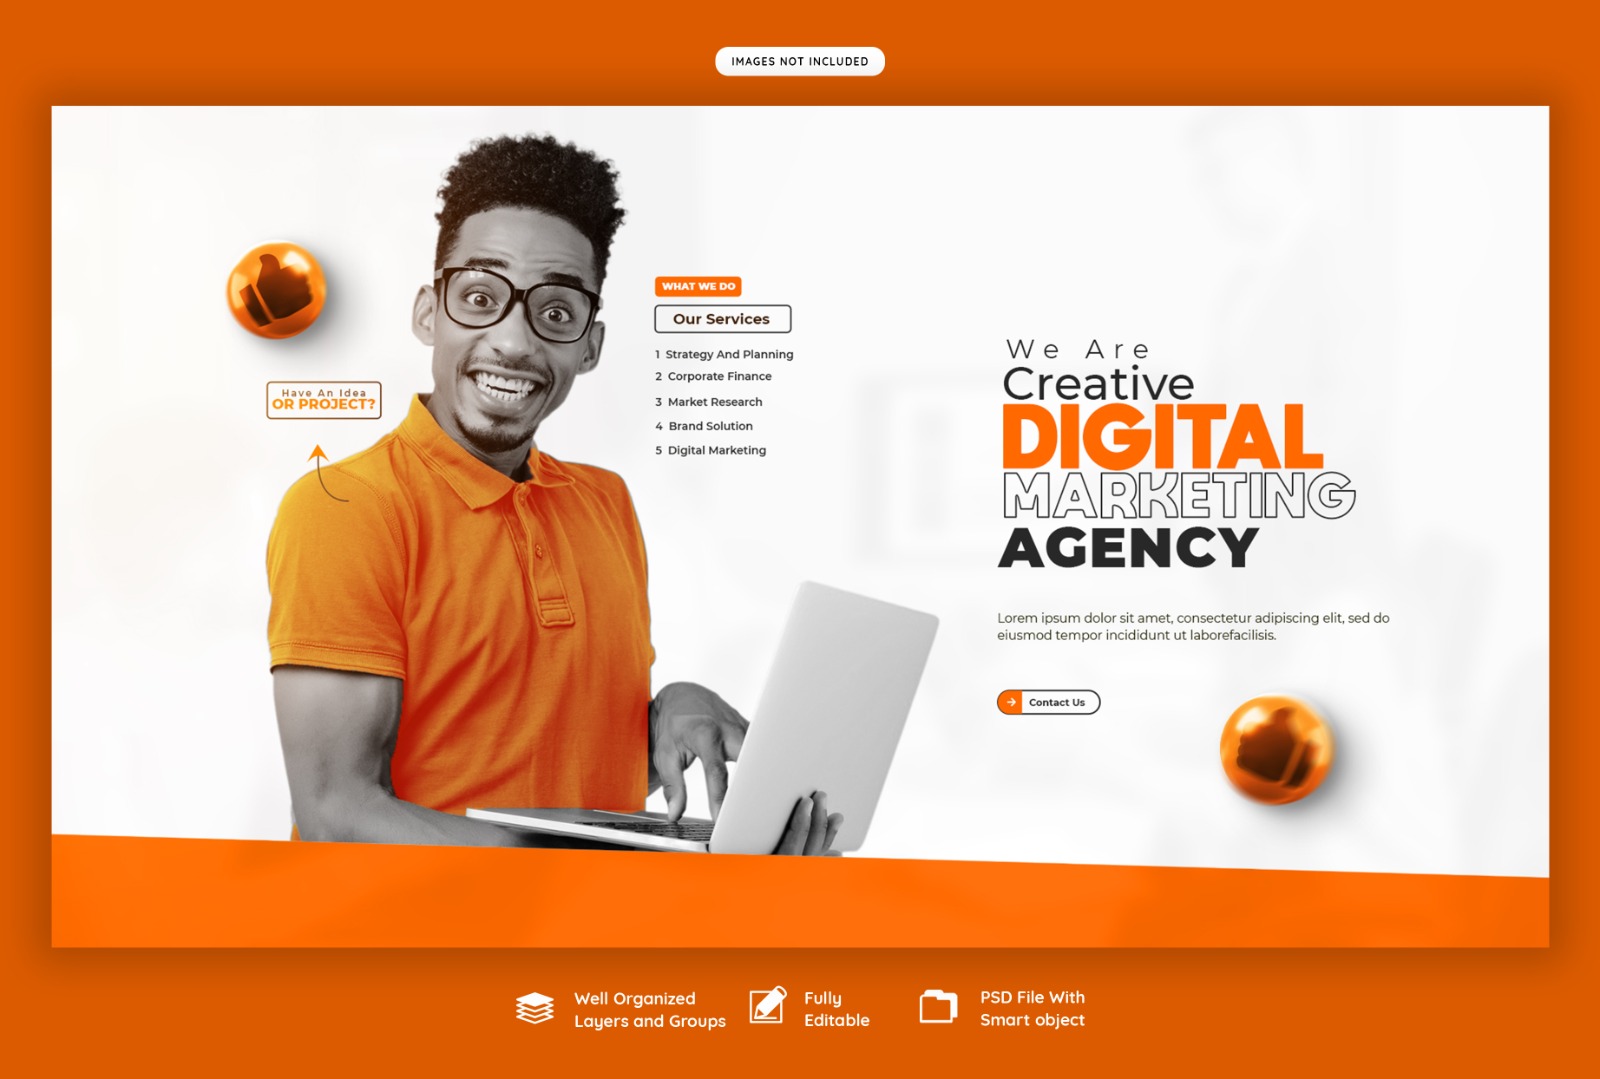 IMAGES NOT INCLUDED
Have An Idea
OR PROJECT?
WHAT WE DO
Our Services
1 Strategy And Planning
2 Corporate Finance
3 Market Research
4 Brand Solution
5 Digital Marketing
We Are
Creative
DIGITAL
MARKETING
AGENCY
Lorem ipsum dolor sit amet, consectetur adipiscing elit, sed do
eiusmod tempor incididunt ut laborefacilisis.
Contact Us
Well Organized
Layers and Groups
Fully
Editable
PSD File With
Smart object